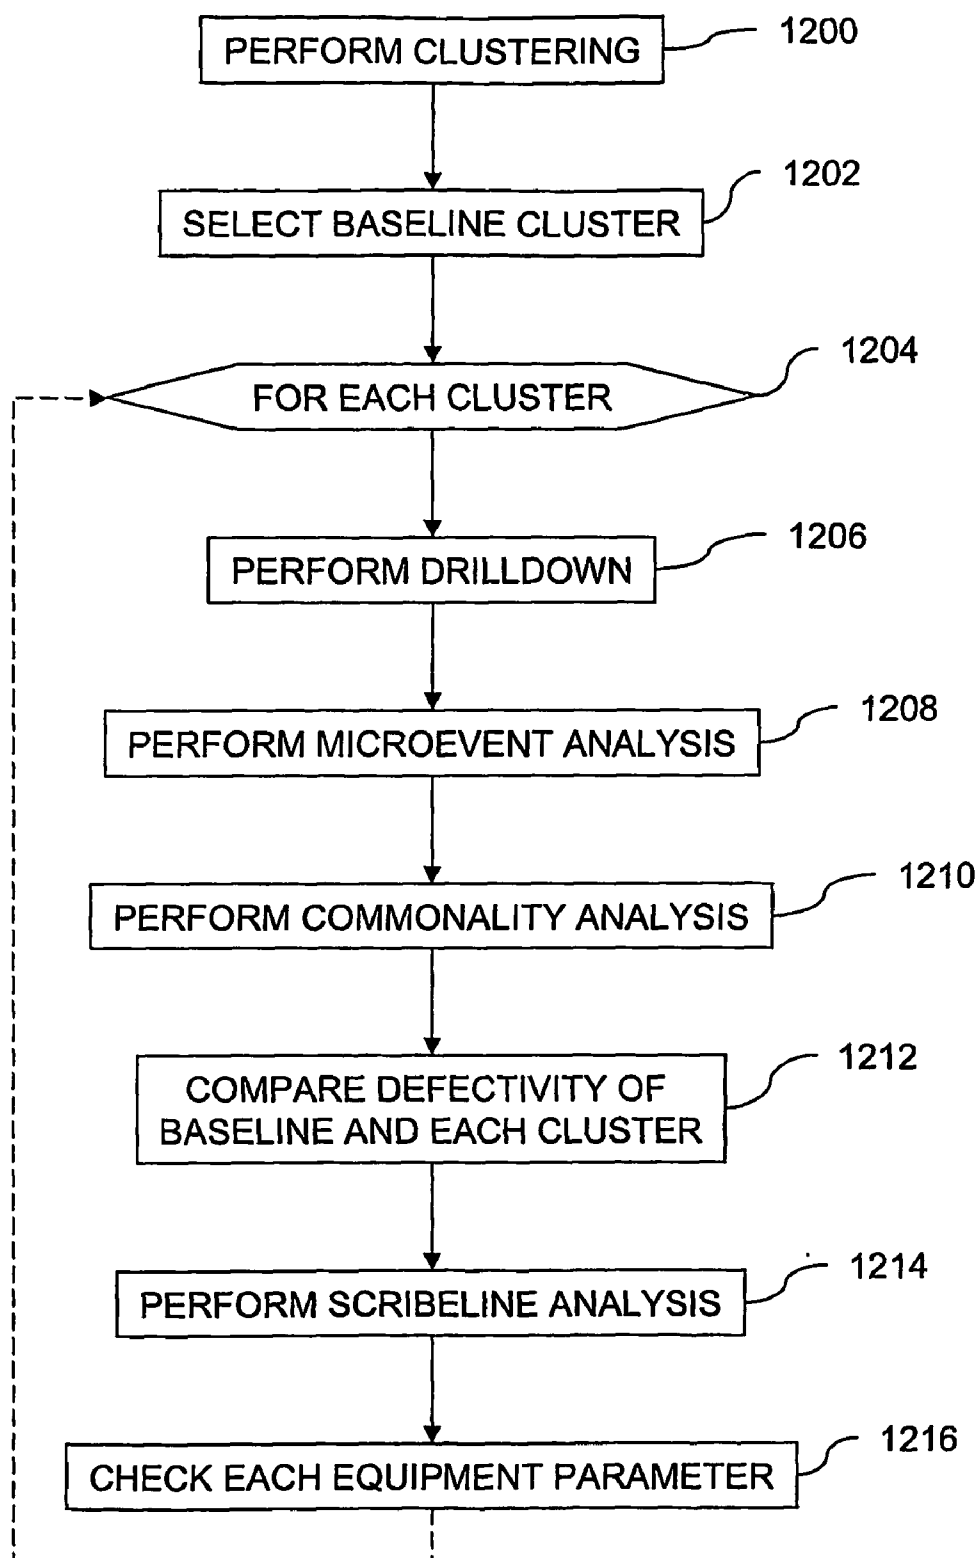 PERFORM CLUSTERING
1200
SELECT BASELINE CLUSTER
1202
FOR EACH CLUSTER
1204
PERFORM DRILLDOWN
1206
PERFORM MICROEVENT ANALYSIS
1208
PERFORM COMMONALITY ANALYSIS
1210
COMPARE DEFECTIVITY OF
BASELINE AND EACH CLUSTER
1212
PERFORM SCRIBELINE ANALYSIS
1214
CHECK EACH EQUIPMENT PARAMETER
1216